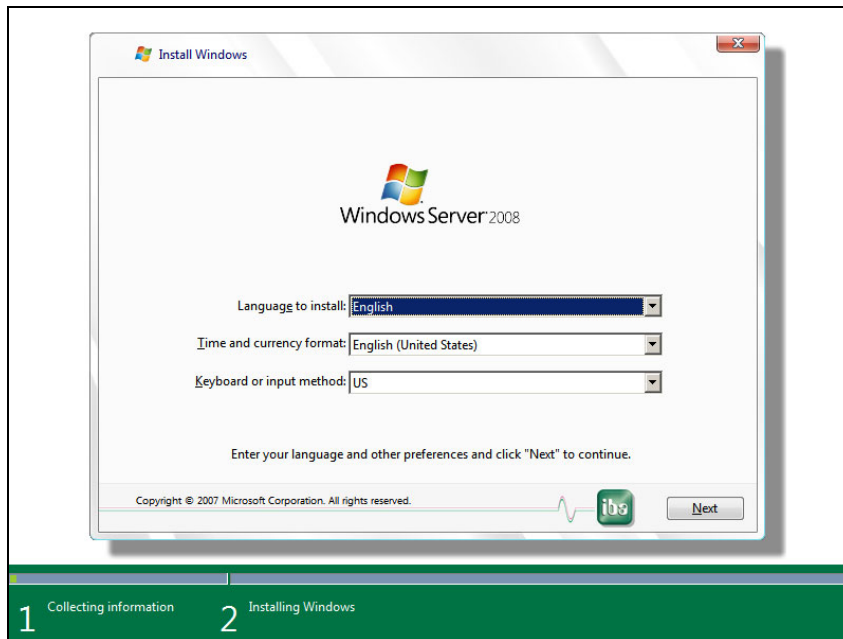 Install Windows
Windows Server 2008
Language to install: English
Time and currency format: English (United States)
Keyboard or input method: US
Enter your language and other preferences and click "Next" to continue.
Copyright © 2007 Microsoft Corporation. All rights reserved.
iba
Next
1 Collecting information 2 Installing Windows